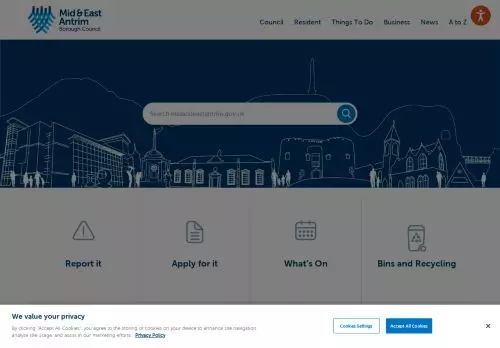 Mid & East
Antrim
Borough Council
Council Resident Things To Do Business News A to Z
Search midandeastantrim.gov.uk
Report it Apply for it What's On Bins and Recycling
We value your privacy
By clicking "Accept All Cookies", you agree to the storing of cookies on your device to enhance site navigation,
analyze site usage, and assist in our marketing efforts. Privacy Policy
Cookies Settings
Accept All Cookies